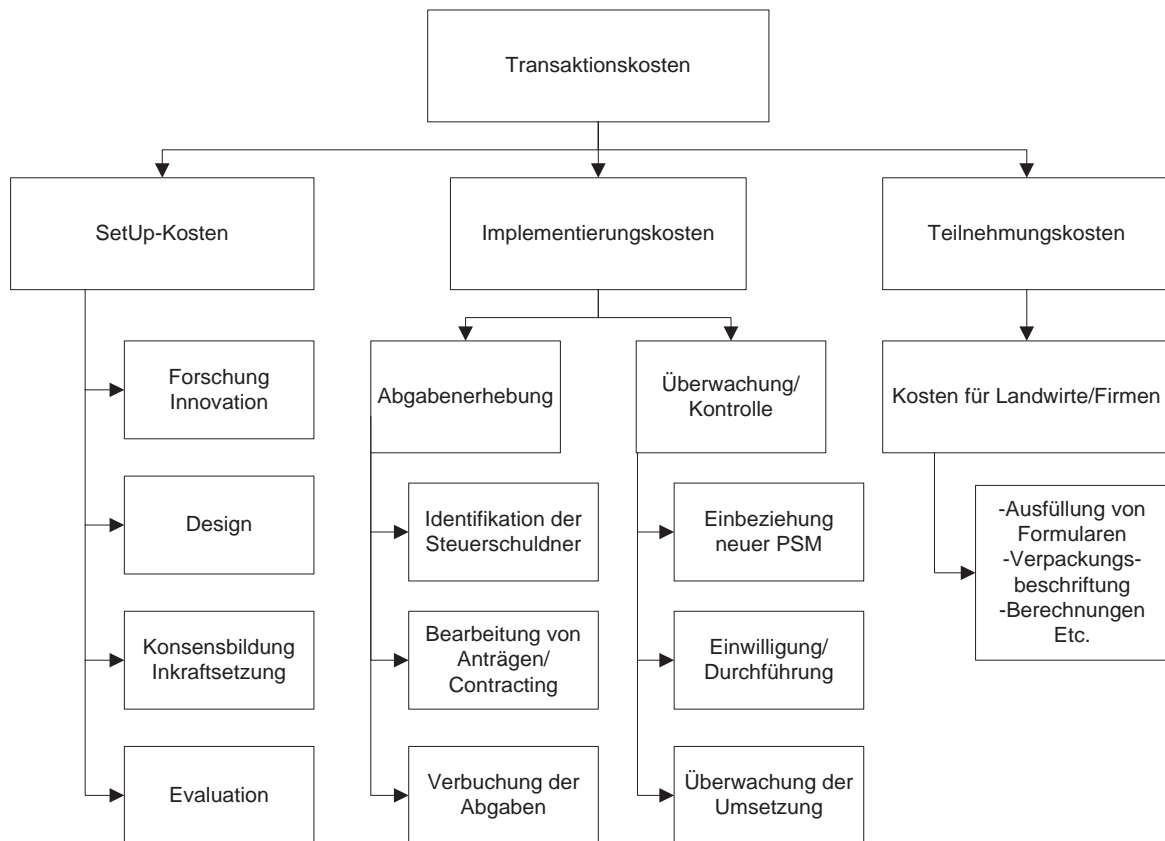 Transaktionskosten
SetUp-Kosten
Implementierungskosten
Teilnehmungskosten
Forschung
Innovation
Design
Konsensbildung
Inkraftsetzung
Evaluation
Abgabenerhebung
Identifikation der
Steuerschuldner
Bearbeitung von
Anträgen/
Contracting
Verbuchung der
Abgaben
Überwachung/
Kontrolle
Einbeziehung
neuer PSM
Einwilligung/
Durchführung
Überwachung der
Umsetzung
Kosten für Landwirte/Firmen
-Ausfüllung von
Formularen
-Verpackungs-
beschriftung
-Berechnungen
Etc.